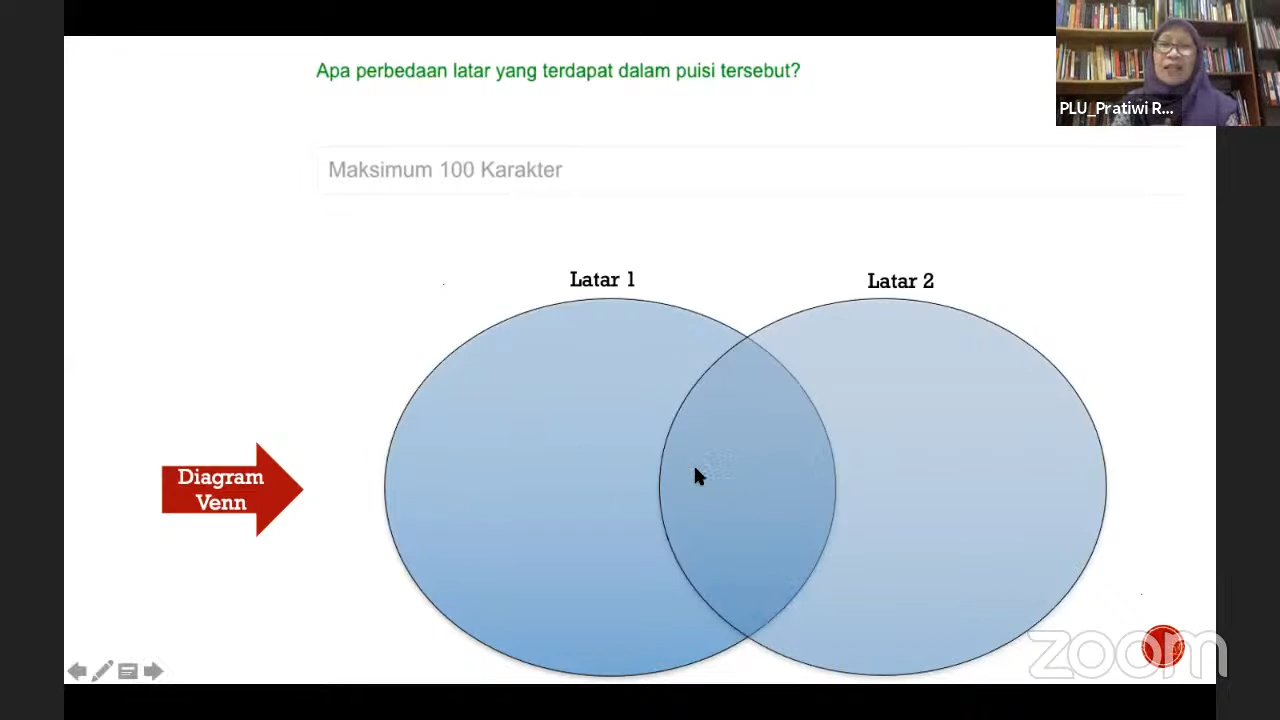 Apa perbedaan latar yang terdapat dalam puisi tersebut?
PLU_Pratiwi R...
Maksimum 100 Karakter
Latar 1
Latar 2
Diagram
Venn
zoom